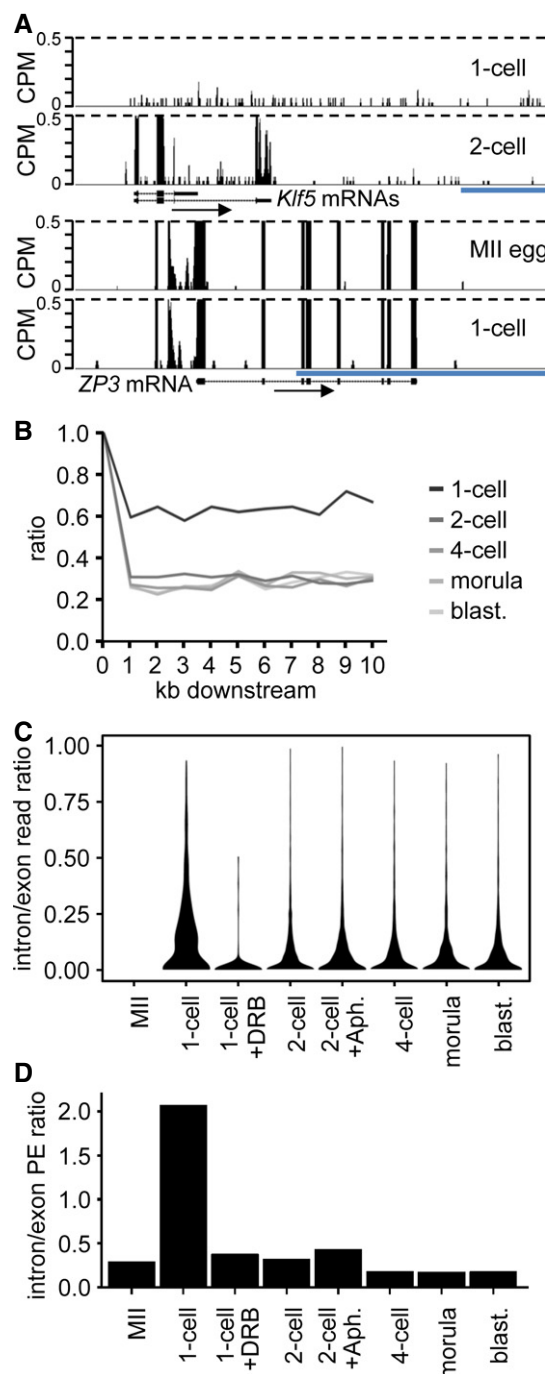 A
0.5
CPM
0
1-cell
0.5
CPM
0
2-cell
Klf5 mRNAs
0.5
CPM
0
MII egg
0.5
CPM
0
1-cell
ZP3 mRNA
B
1.0
0.8
0.6
0.4
0.2
0.0
ratio
0 1 2 3 4 5 6 7 8 9 10
kb downstream
1-cell
2-cell
4-cell
morula
blast.
C
1.00
0.75
0.50
0.25
0.00
intron/exon read ratio
MII
1-cell
1-cell
+DRB
2-cell
2-cell
+Aph.
4-cell
morula
blast.
D
2.0
1.5
1.0
0.5
0.0
intron/exon PE ratio
MII
1-cell
1-cell
+DRB
2-cell
2-cell
+Aph.
4-cell
morula
blast.